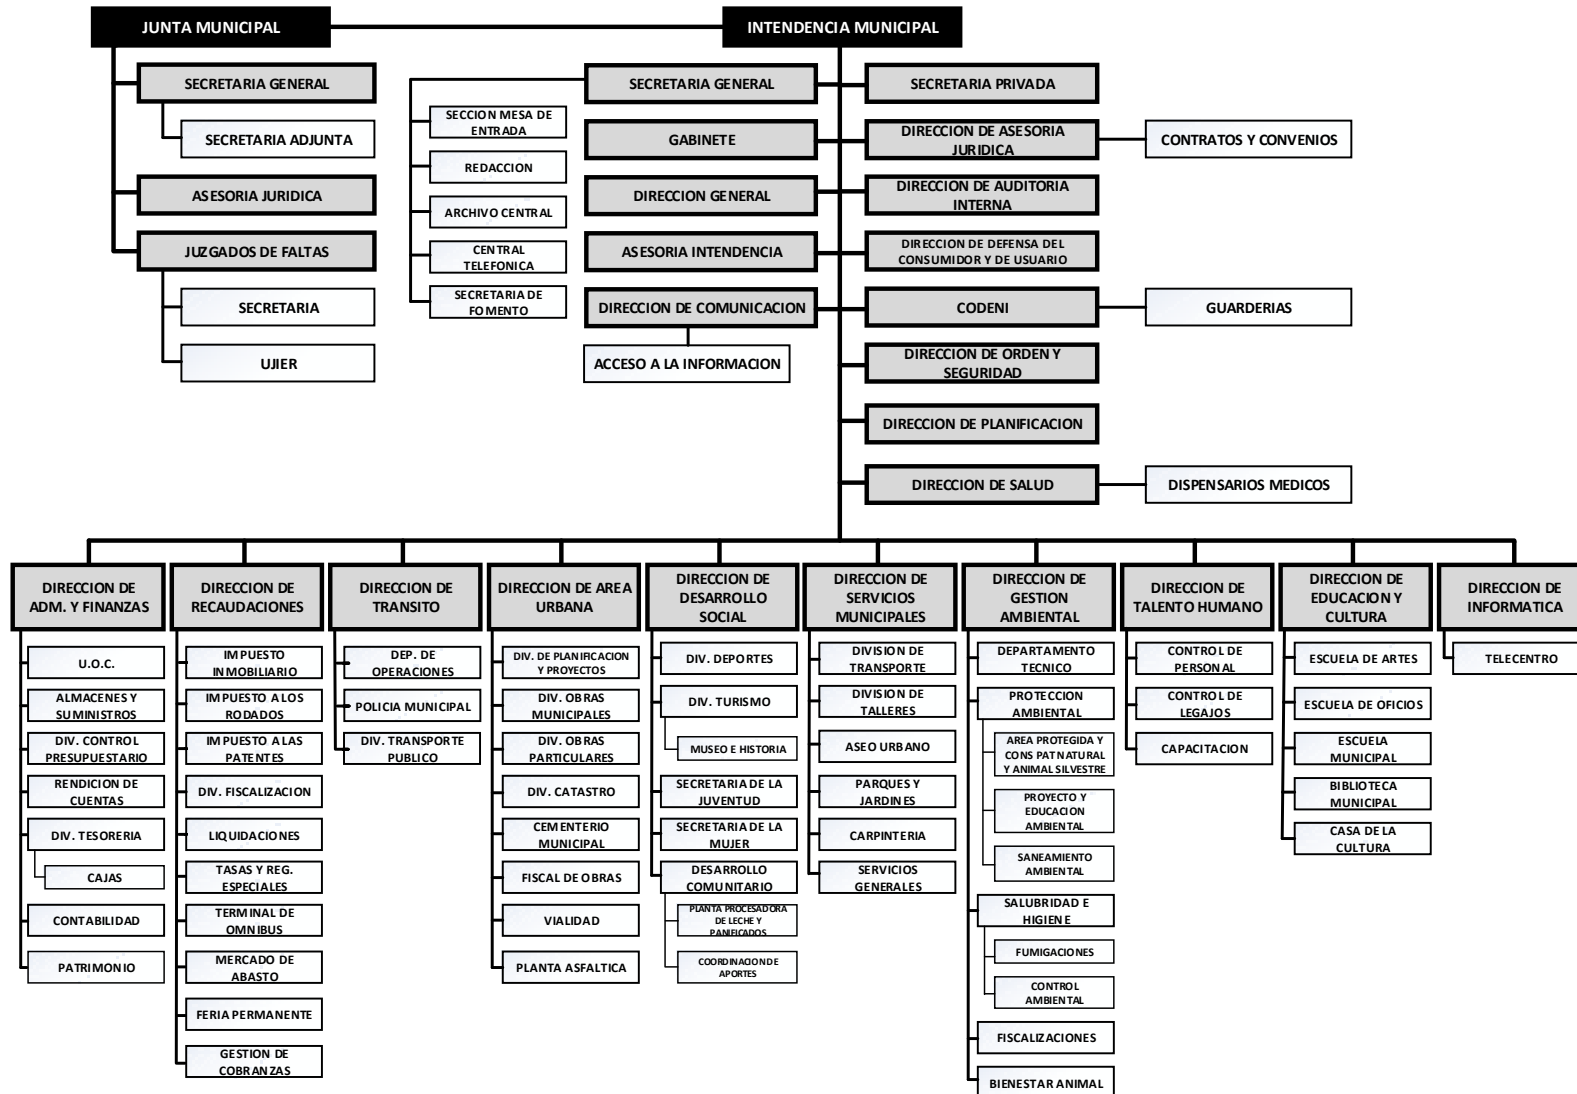 JUNTA MUNICIPAL
INTENDENCIA MUNICIPAL
SECRETARIA GENERAL
SECRETARIA ADJUNTA
ASESORIA JURIDICA
JUZGADOS DE FALTAS
SECRETARIA
UJIER
SECRETARIA GENERAL
SECCION MESA DE
ENTRADA
REDACCION
ARCHIVO CENTRAL
CENTRAL
TELEFONICA
SECRETARIA DE
FOMENTO
GABINETE
DIRECCION GENERAL
ASESORIA INTENDENCIA
DIRECCION DE COMUNICACION
ACCESO A LA INFORMACION
SECRETARIA PRIVADA
DIRECCION DE ASESORIA
JURIDICA
CONTRATOS Y CONVENIOS
DIRECCION DE AUDITORIA
INTERNA
DIRECCION DE DEFENSA DEL
CONSUMIDOR Y DE USUARIO
CODENI
GUARDERIAS
DIRECCION DE ORDEN Y
SEGURIDAD
DIRECCION DE PLANIFICACION
DIRECCION DE SALUD
DISPENSARIOS MEDICOS
DIRECCION DE
ADM. Y FINANZAS
U.O.C.
ALMACENES Y
SUMINISTROS
DIV. CONTROL
PRESUPUESTARIO
RENDICION DE
CUENTAS
DIV. TESORERIA
CAJAS
CONTABILIDAD
PATRIMONIO
DIRECCION DE
RECAUDACIONES
IMPUESTO
INMOBILIARIO
IMPUESTO A LOS
RODADOS
IMPUESTO A LAS
PATENTES
DIV. FISCALIZACION
LIQUIDACIONES
TASAS Y REG.
ESPECIALES
TERMINAL DE
OMNIBUS
MERCADO DE
ABASTO
FERIA PERMANENTE
GESTION DE
COBRANZAS
DIRECCION DE
TRANSITO
DEP. DE
OPERACIONES
POLICIA MUNICIPAL
DIV. TRANSPORTE
PUBLICO
DIRECCION DE AREA
URBANA
DIV. DE PLANIFICACION
Y PROYECTOS
DIV. OBRAS
MUNICIPALES
DIV. OBRAS
PARTICULARES
DIV. CATASTRO
CEMENTERIO
MUNICIPAL
FISCAL DE OBRAS
VIALIDAD
PLANTA ASFALTICA
DIRECCION DE
DESARROLLO
SOCIAL
DIV. DEPORTES
DIV. TURISMO
MUSEO E HISTORIA
SECRETARIA DE LA
JUVENTUD
SECRETARIA DE LA
MUJER
DESARROLLO
COMUNITARIO
PLANTA PROCESADORA
DE LECHE Y
PANIFICADOS
COORDINACION DE
APORTES
DIRECCION DE
SERVICIOS
MUNICIPALES
DIVISION DE
TRANSPORTE
DIVISION DE
TALLERES
ASEO URBANO
PARQUES Y
JARDINES
CARPINTERIA
SERVICIOS
GENERALES
DIRECCION DE
GESTION
AMBIENTAL
DEPARTAMENTO
TECNICO
PROTECCION
AMBIENTAL
AREA PROTEGIDA Y
CONS PAT NATURAL
Y ANIMAL SILVESTRE
PROYECTO Y
EDUCACION
AMBIENTAL
SANEAMIENTO
AMBIENTAL
SALUBRIDAD E
HIGIENE
FUMIGACIONES
CONTROL
AMBIENTAL
FISCALIZACIONES
BIENESTAR ANIMAL
DIRECCION DE
TALENTO HUMANO
CONTROL DE
PERSONAL
CONTROL DE
LEGAJOS
CAPACITACION
DIRECCION DE
EDUCACION Y
CULTURA
ESCUELA DE ARTES
ESCUELA DE OFICIOS
ESCUELA
MUNICIPAL
BIBLIOTECA
MUNICIPAL
CASA DE LA
CULTURA
DIRECCION DE
INFORMATICA
TELECENTRO